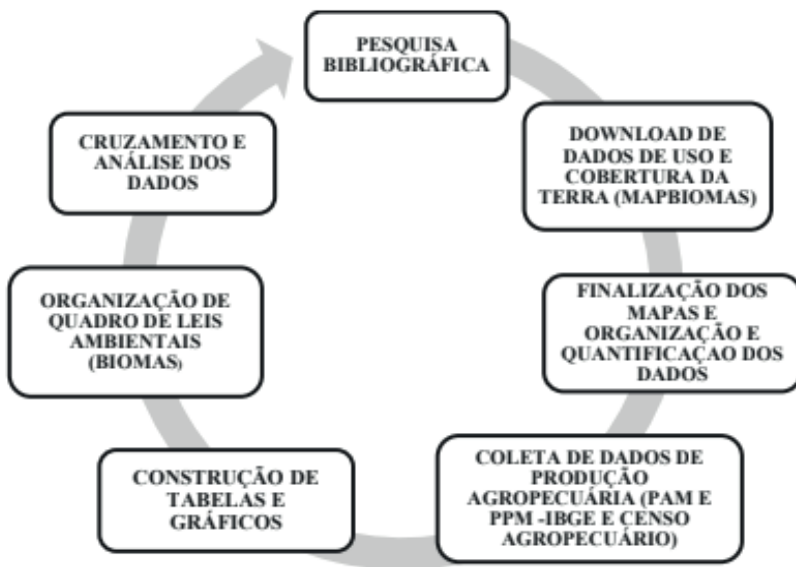 PESQUISA
BIBLIOGRÁFICA
DOWNLOAD DE
DADOS DE USO E
COBERTURA DA
TERRA (MAPBIOMAS)
FINALIZAÇÃO DOS
MAPAS E
ORGANIZAÇÃO E
QUANTIFICAÇAO DOS
DADOS
COLETA DE DADOS DE
PRODUÇÃO
AGROPECUÁRIA (PAM E
PPM -IBGE E CENSO
AGROPECUÁRIO)
CONSTRUÇÃO DE
TABELAS E
GRÁFICOS
ORGANIZAÇÃO DE
QUADRO DE LEIS
AMBIENTAIS
(BIOMAS)
CRUZAMENTO E
ANÁLISE DOS
DADOS